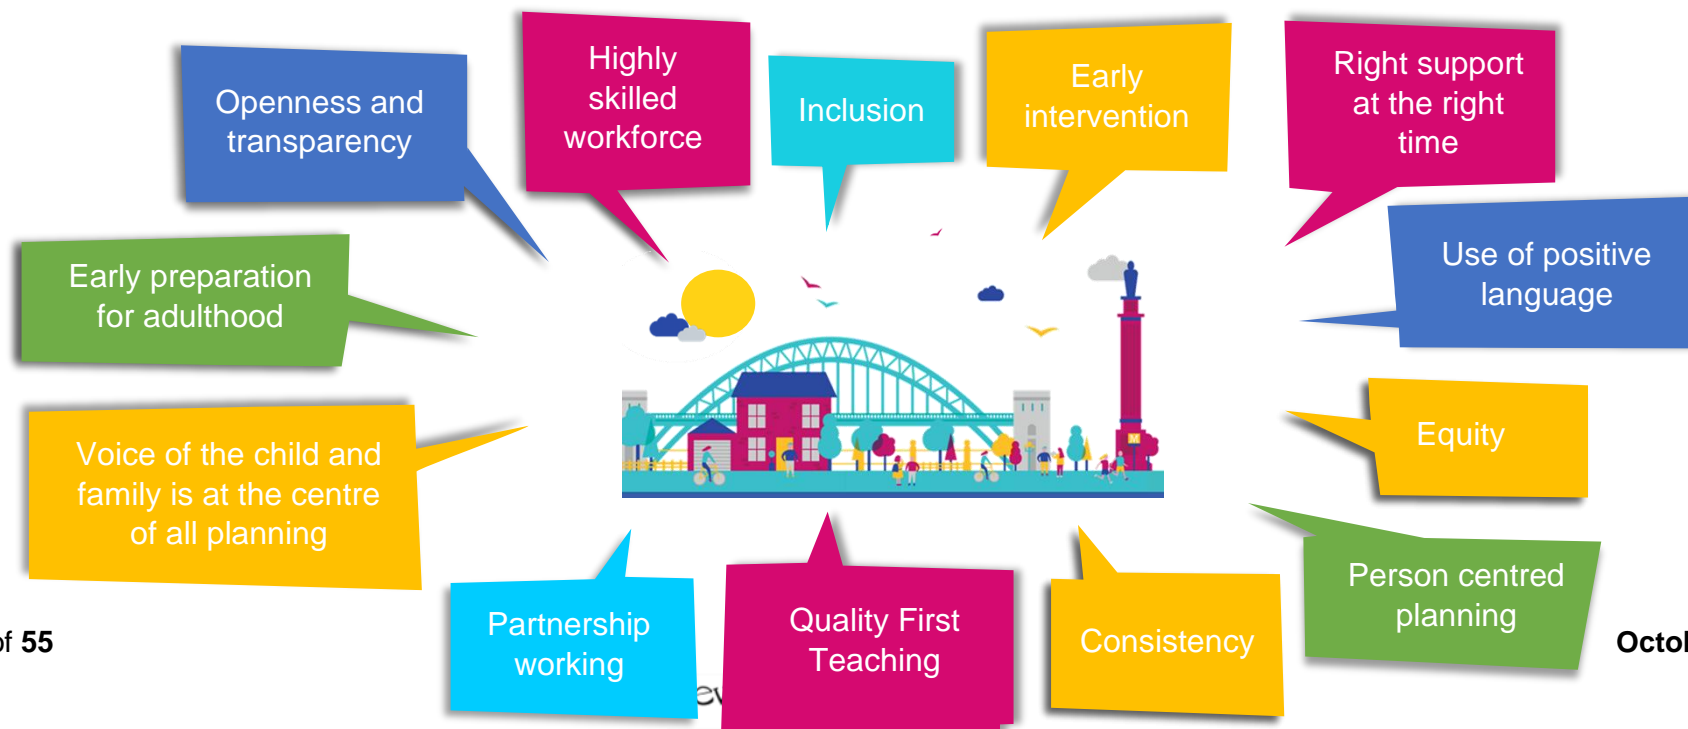 Openness and
transparency
Highly
skilled
workforce
Inclusion
Early
intervention
Right support
at the right
time
Early preparation
for adulthood
Use of positive
language
Voice of the child and
family is at the centre
of all planning
Equity
Person centred
planning
Partnership
working
Quality First
Teaching
Consistency
of 55
M